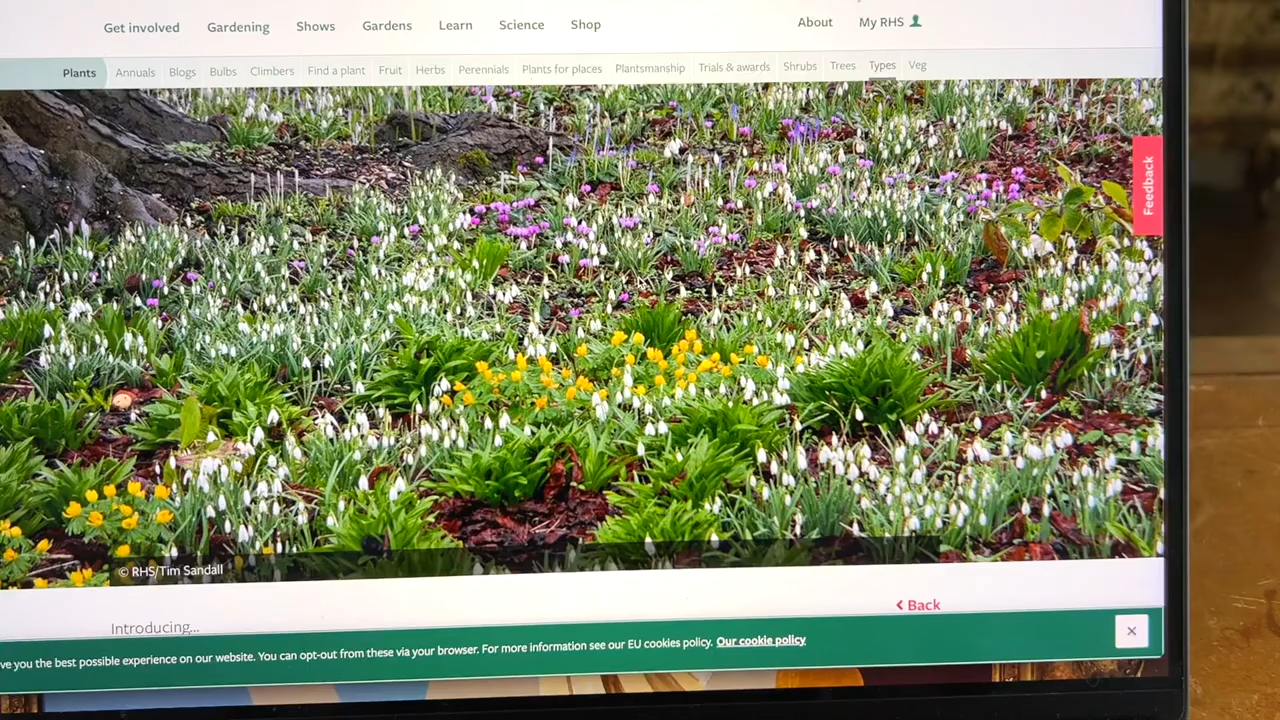 Get involved Gardening Shows Gardens Learn Science Shop About My RHS
Plants Annuals Blogs Bulbs Climbers Find a plant Fruit Herbs Perennials Plants for places Plantsmanship Trials & awards Shrubs Trees Types Veg
Feedback
© RHS/Tim Sandall
Back
Introducing...
ve you the best possible experience on our website. You can opt-out from these via your browser. For more information see our EU cookies policy. Our cookie policy